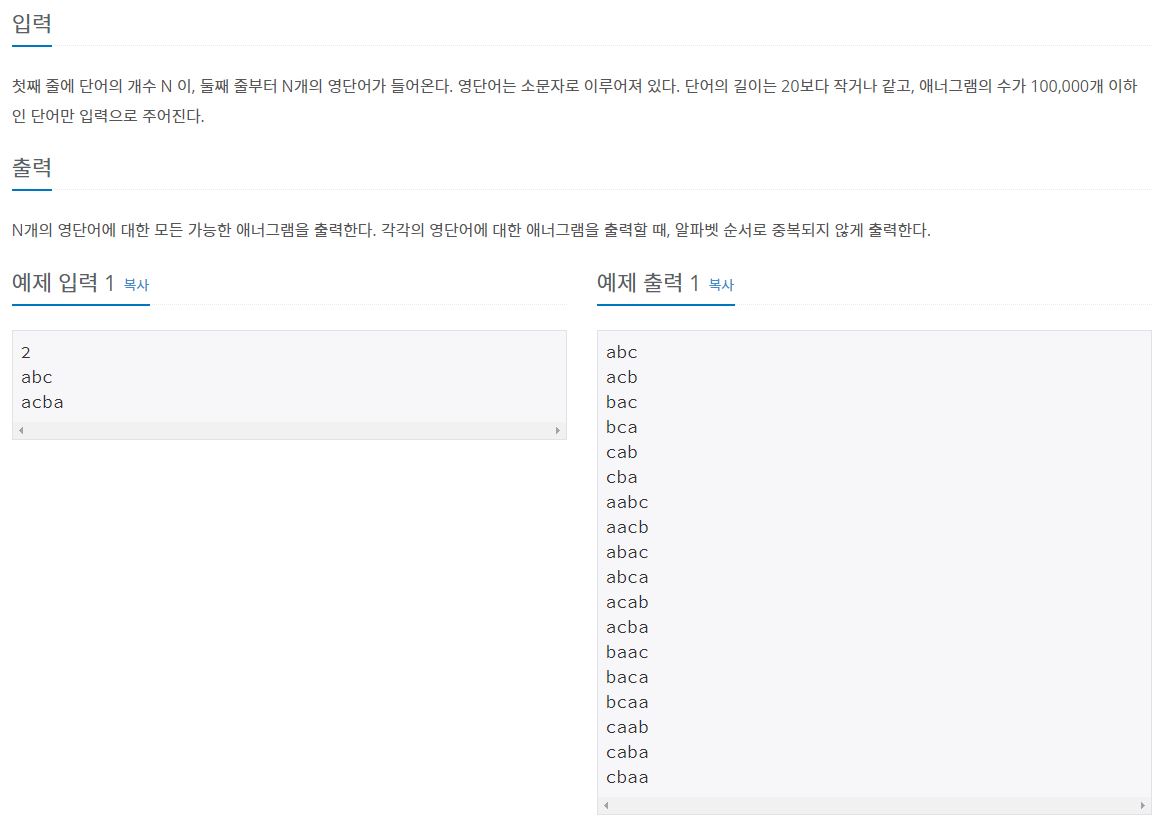 입력
첫째 줄에 단어의 개수 N 이, 둘째 줄부터 N개의 영단어가 들어온다. 영단어는 소문자로 이루어져 있다. 단어의 길이는 20보다 작거나 같고, 애너그램의 수가 100,000개 이하
인 단어만 입력으로 주어진다.
출력
N개의 영단어에 대한 모든 가능한 애너그램을 출력한다. 각각의 영단어에 대한 애너그램을 출력할 때, 알파벳 순서로 중복되지 않게 출력한다.
예제 입력 1 복사
2
abc
acba
예제 출력 1 복사
abc
acb
bac
bca
cab
cba
aabc
aacb
abac
abca
acab
acba
baac
baca
bcaa
caab
caba
cbaa